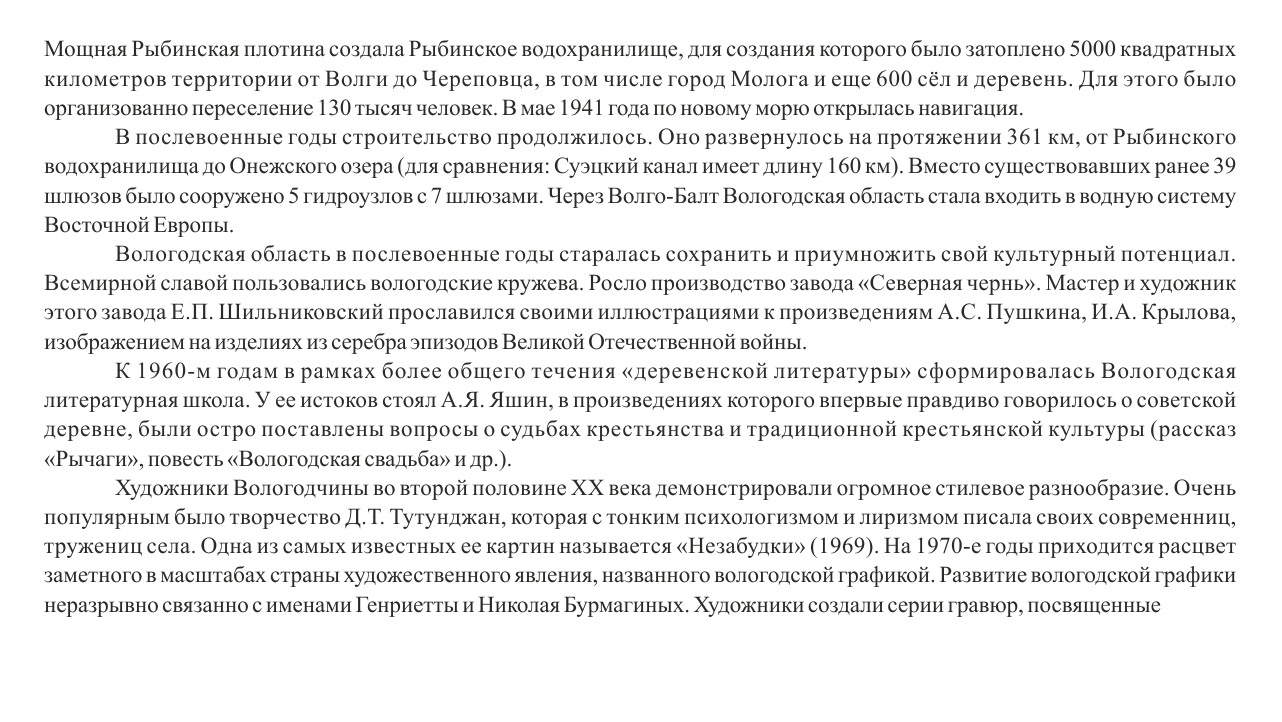 Мощная Рыбинская плотина создала Рыбинское водохранилище, для создания которого было затоплено 5000 квадратных
километров территории от Волги до Череповца, в том числе город Молога и еще 600 сёл и деревень. Для этого было
организованно переселение 130 тысяч человек. В мае 1941 года по новому морю открылась навигация.
В послевоенные годы строительство продолжилось. Оно развернулось на протяжении 361 км, от Рыбинского
водохранилища до Онежского озера (для сравнения: Суэцкий канал имеет длину 160 км). Вместо существовавших ранее 39
шлюзов было сооружено 5 гидроузлов с 7 шлюзами. Через Волго-Балт Вологодская область стала входить в водную систему
Восточной Европы.
Вологодская область в послевоенные годы старалась сохранить и приумножить свой культурный потенциал.
Всемирной славой пользовались вологодские кружева. Росло производство завода «Северная чернь». Мастер и художник
этого завода Е.П. Шильниковский прославился своими иллюстрациями к произведениям А.С. Пушкина, И.А. Крылова,
изображением на изделиях из серебра эпизодов Великой Отечественной войны.
К 1960-м годам в рамках более общего течения «деревенской литературы» сформировалась Вологодская
литературная школа. У ее истоков стоял А.Я. Яшин, в произведениях которого впервые правдиво говорилось о советской
деревне, были остро поставлены вопросы о судьбах крестьянства и традиционной крестьянской культуры (рассказ
«Рычаги», повесть «Вологодская свадьба» и др.).
Художники Вологодчины во второй половине XX века демонстрировали огромное стилевое разнообразие. Очень
популярным было творчество Д.Т. Тутунджан, которая с тонким психологизмом и лиризмом писала своих современниц,
тружениц села. Одна из самых известных ее картин называется «Незабудки» (1969). На 1970-е годы приходится расцвет
заметного в масштабах страны художественного явления, названного вологодской графикой. Развитие вологодской графики
неразрывно связанно с именами Генриетты и Николая Бурмагиных. Художники создали серии гравюр, посвященные